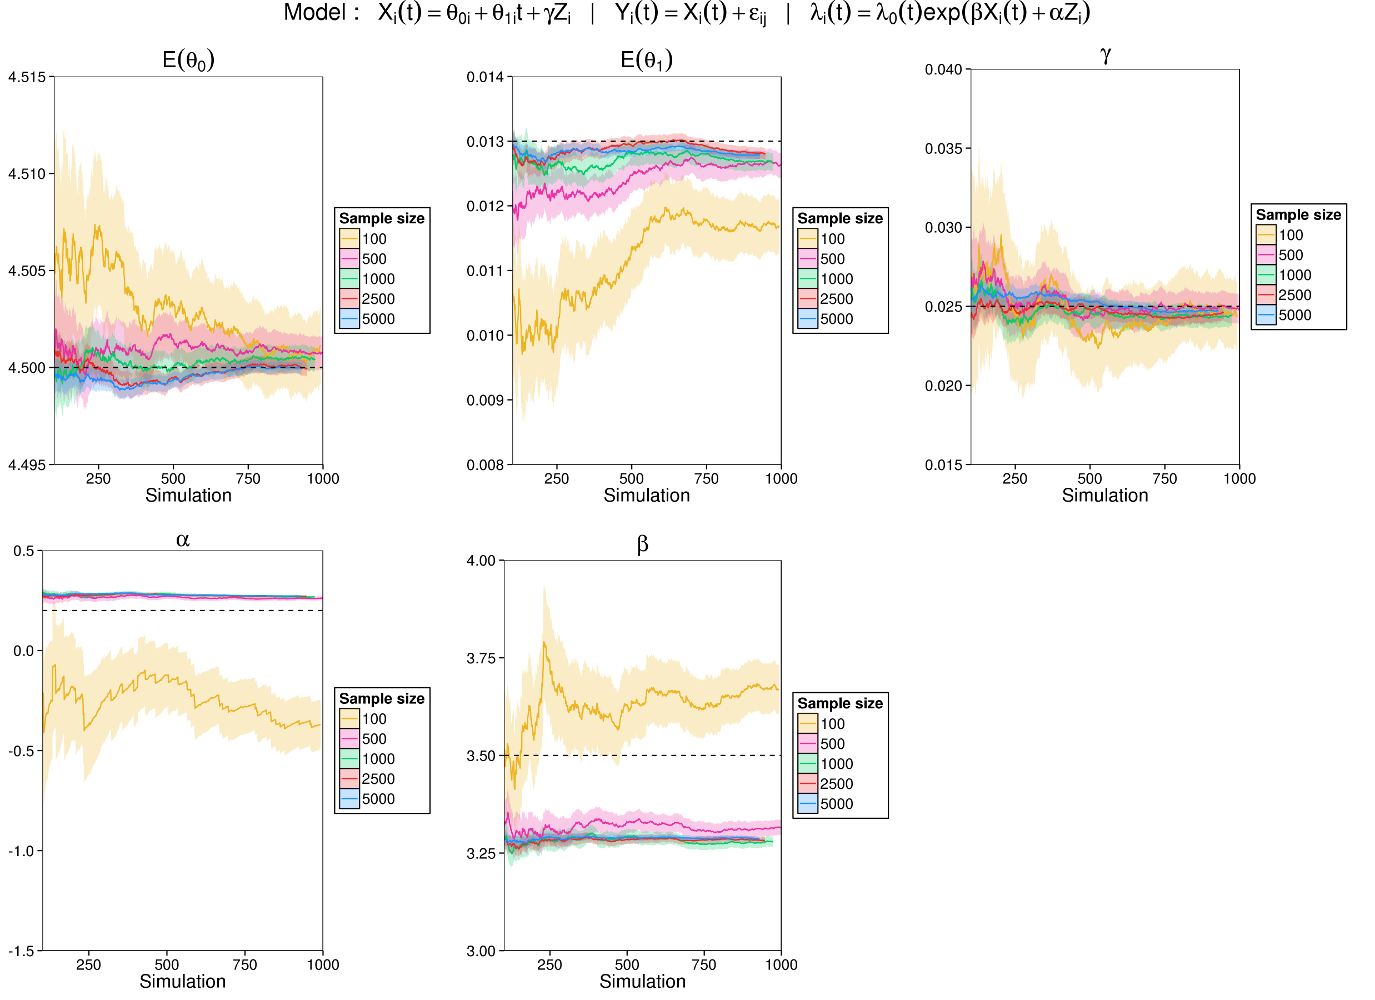 Model : Xᵢ(t) = θ₀ᵢ + θ₁ᵢt + γZᵢ | Yᵢ(t) = Xᵢ(t) + εᵢⱼ | λᵢ(t) = λ₀(t)exp(βXᵢ(t) + αZᵢ)
E(θ₀)
4.515
4.510
4.505
4.500
4.495
250 500 750 1000
Simulation
Sample size
100
500
1000
2500
5000
E(θ₁)
0.014
0.013
0.012
0.011
0.010
0.009
0.008
250 500 750 1000
Simulation
Sample size
100
500
1000
2500
5000
γ
0.040
0.035
0.030
0.025
0.020
0.015
250 500 750 1000
Simulation
Sample size
100
500
1000
2500
5000
α
0.5
0.0
-0.5
-1.0
-1.5
250 500 750 1000
Simulation
Sample size
100
500
1000
2500
5000
β
4.00
3.75
3.50
3.25
3.00
250 500 750 1000
Simulation
Sample size
100
500
1000
2500
5000